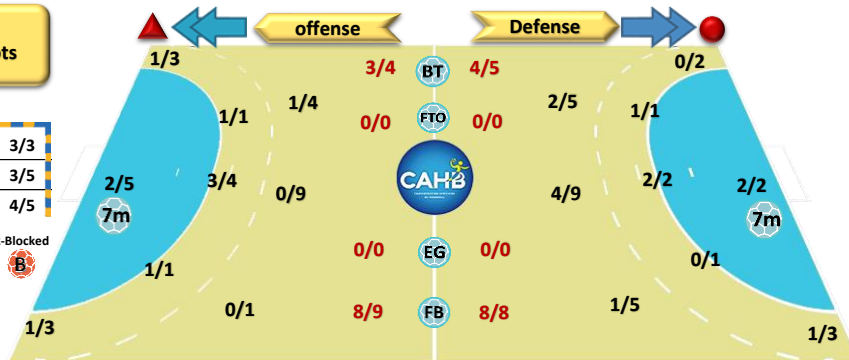 offense
Defense
ots
1/3
3/4
BT
4/5
0/2
1/4
2/5
1/1
0/0
FTO
0/0
1/1
3/3
3/5
4/5
2/5
3/4
0/9
CAHB
4/9
2/2
2/2
7m
7m
-Blocked
B
1/1
0/0
EG
0/0
0/1
0/1
8/9
FB
8/8
1/5
1/3
1/3